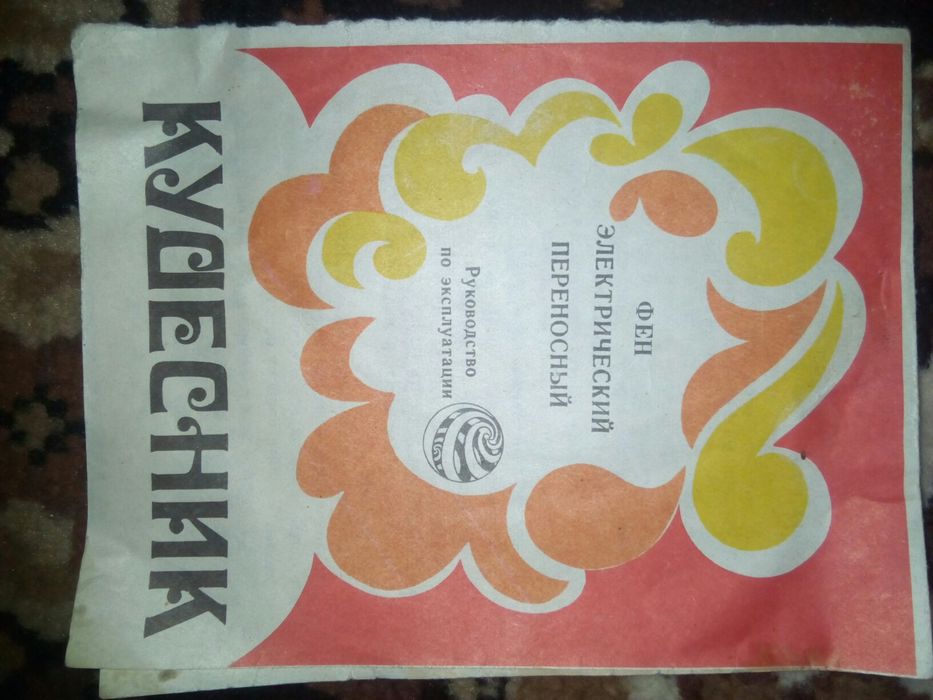 ФЕН
ЭЛЕКТРИЧЕСКИЙ
ПЕРЕНОСНЫЙ
Руководство
по эксплуатации
КУДЕСНИК